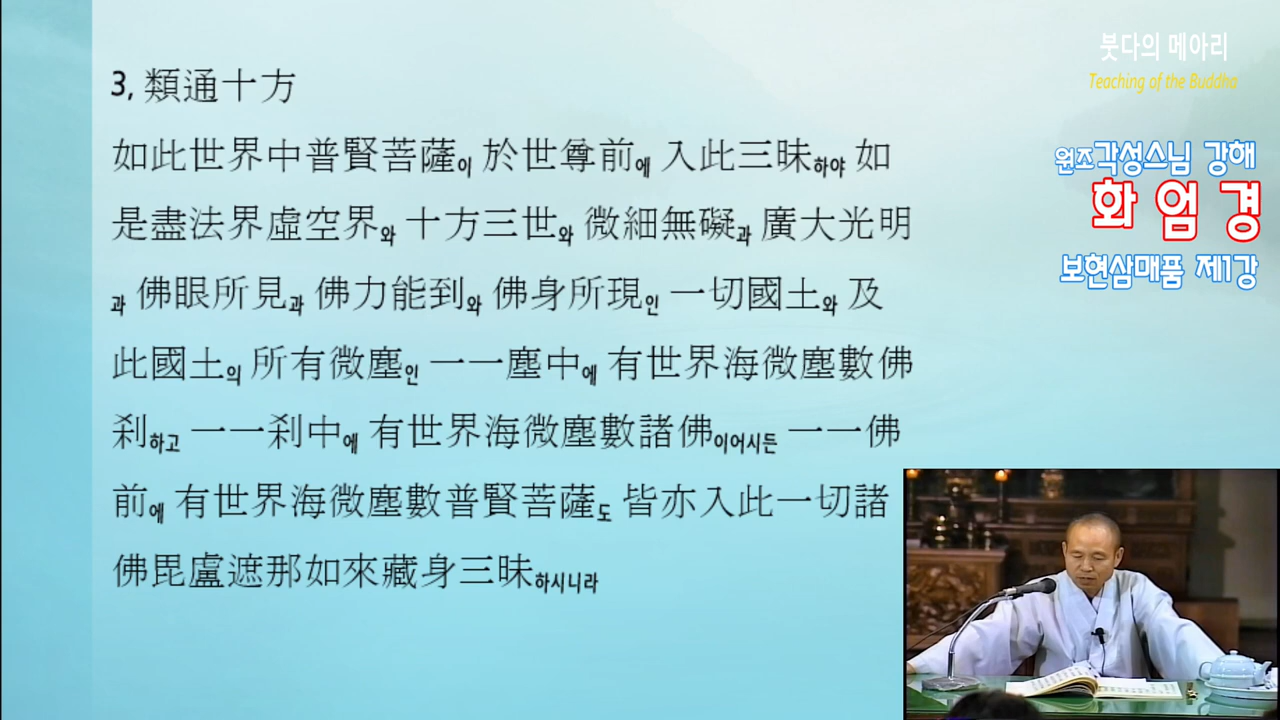 3, 類通十方
如此世界中普賢菩薩이 於世尊前에 入此三昧하야 如
是盡法界虛空界와 十方三世와 微細無礙과 廣大光明
과 佛眼所見과 佛力能到와 佛身所現인 一切國土와 及
此國土의 所有微塵인 一一塵中에 有世界海微塵數佛
刹하고 一一刹中에 有世界海微塵數諸佛이어시든 一一佛
前에 有世界海微塵數普賢菩薩도 皆亦入此一切諸
佛毘盧遮那如來藏身三昧하시니라
붓다의 메아리
Teaching of the Buddha
원조각성스님 강해
화엄경
보현삼매품 제1강